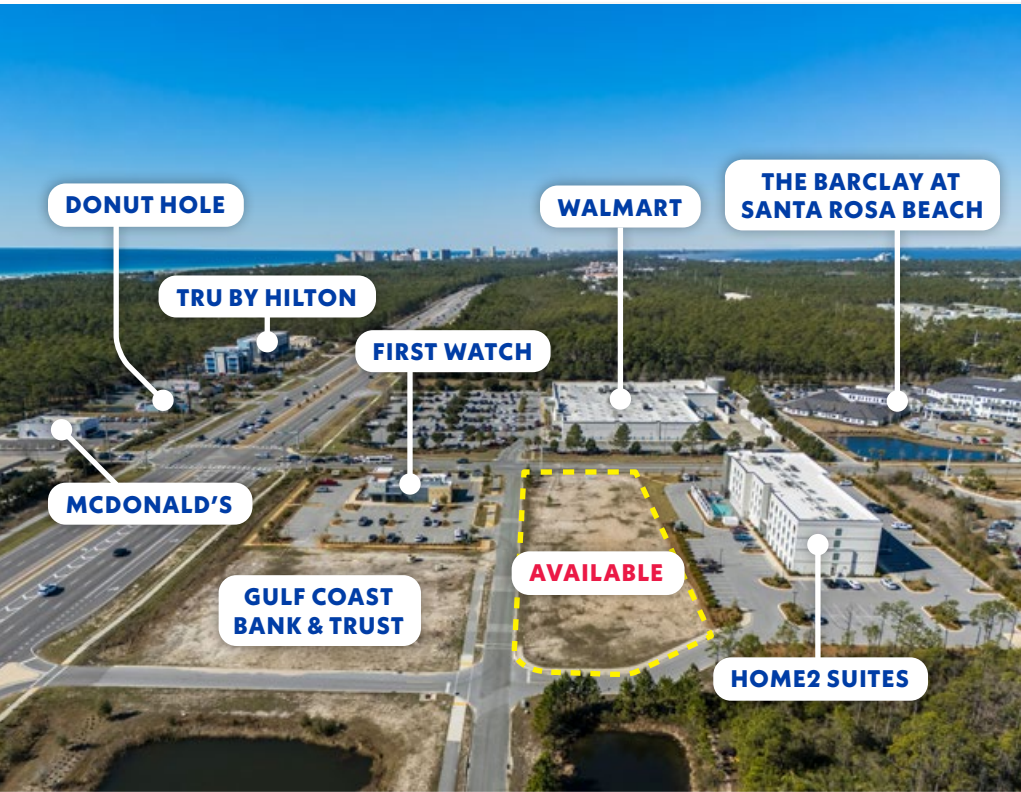 DONUT HOLE
WALMART
THE BARCLAY AT
SANTA ROSA BEACH
TRU BY HILTON
FIRST WATCH
MCDONALD'S
AVAILABLE
GULF COAST
BANK & TRUST
HOME2 SUITES